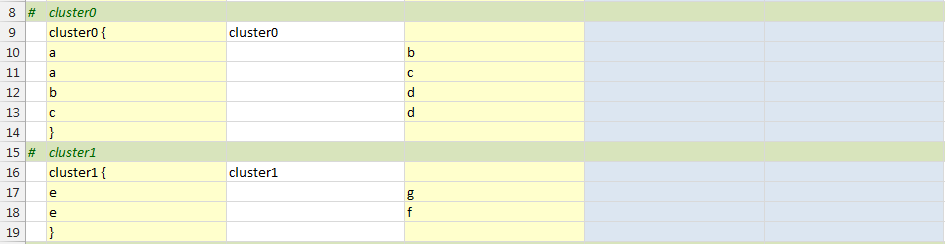 8 # cluster0
9 cluster0 { cluster0
10 a b
11 a c
12 b d
13 c d
14 }
15 # cluster1
16 cluster1 { cluster1
17 e g
18 e f
19 }